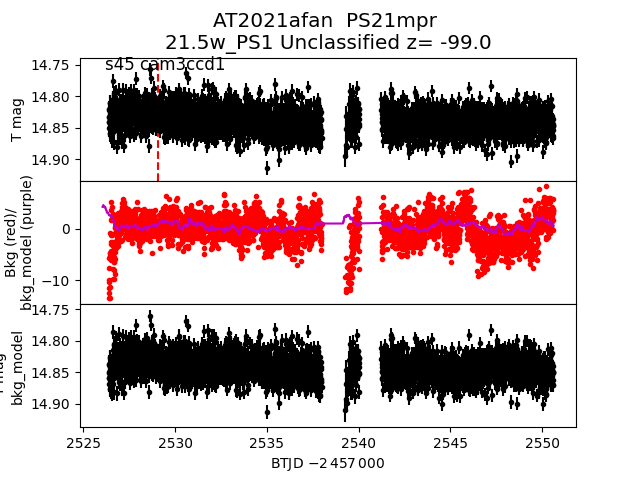 AT2021afan  PS21mpr
21.5w_PS1 Unclassified z= -99.0
s45 cam3ccd1
14.75
14.80
14.85
14.90
T mag
0
−10
Bkg (red)/
bkg_model (purple)
14.75
14.80
14.85
14.90
mag
bkg_model
2525 2530 2535 2540 2545 2550
BTJD −2 457 000